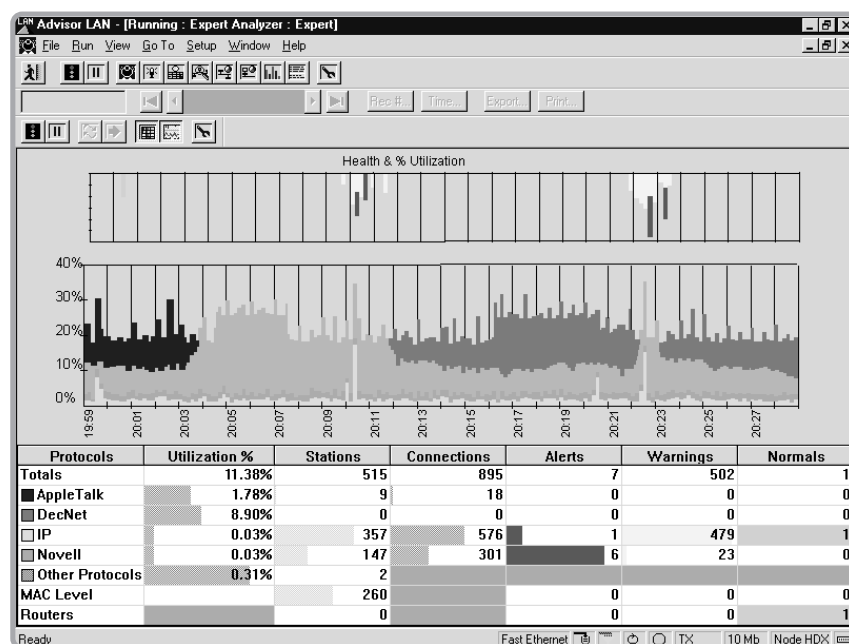 LAN
Advisor LAN - [Running : Expert Analyzer : Expert]
File Run View Go To Setup Window Help
Rec #... Time... Export... Print...
Health & % Utilization
40%
30%
20%
10%
0%
19:59 20:01 20:03 20:05 20:07 20:09 20:11 20:13 20:15 20:17 20:19 20:21 20:23 20:25 20:27
Protocols Utilization % Stations Connections Alerts Warnings Normals
Totals 11.38% 515 895 7 502 1
AppleTalk 1.78% 9 18 0 0 0
DecNet 8.90% 0 0 0 0 0
IP 0.03% 357 576 1 479 1
Novell 0.03% 147 301 6 23 0
Other Protocols 0.31% 2
MAC Level 260 0 0 0
Routers 0 0 0 1
Ready Fast Ethernet TX 10 Mb Node HDX